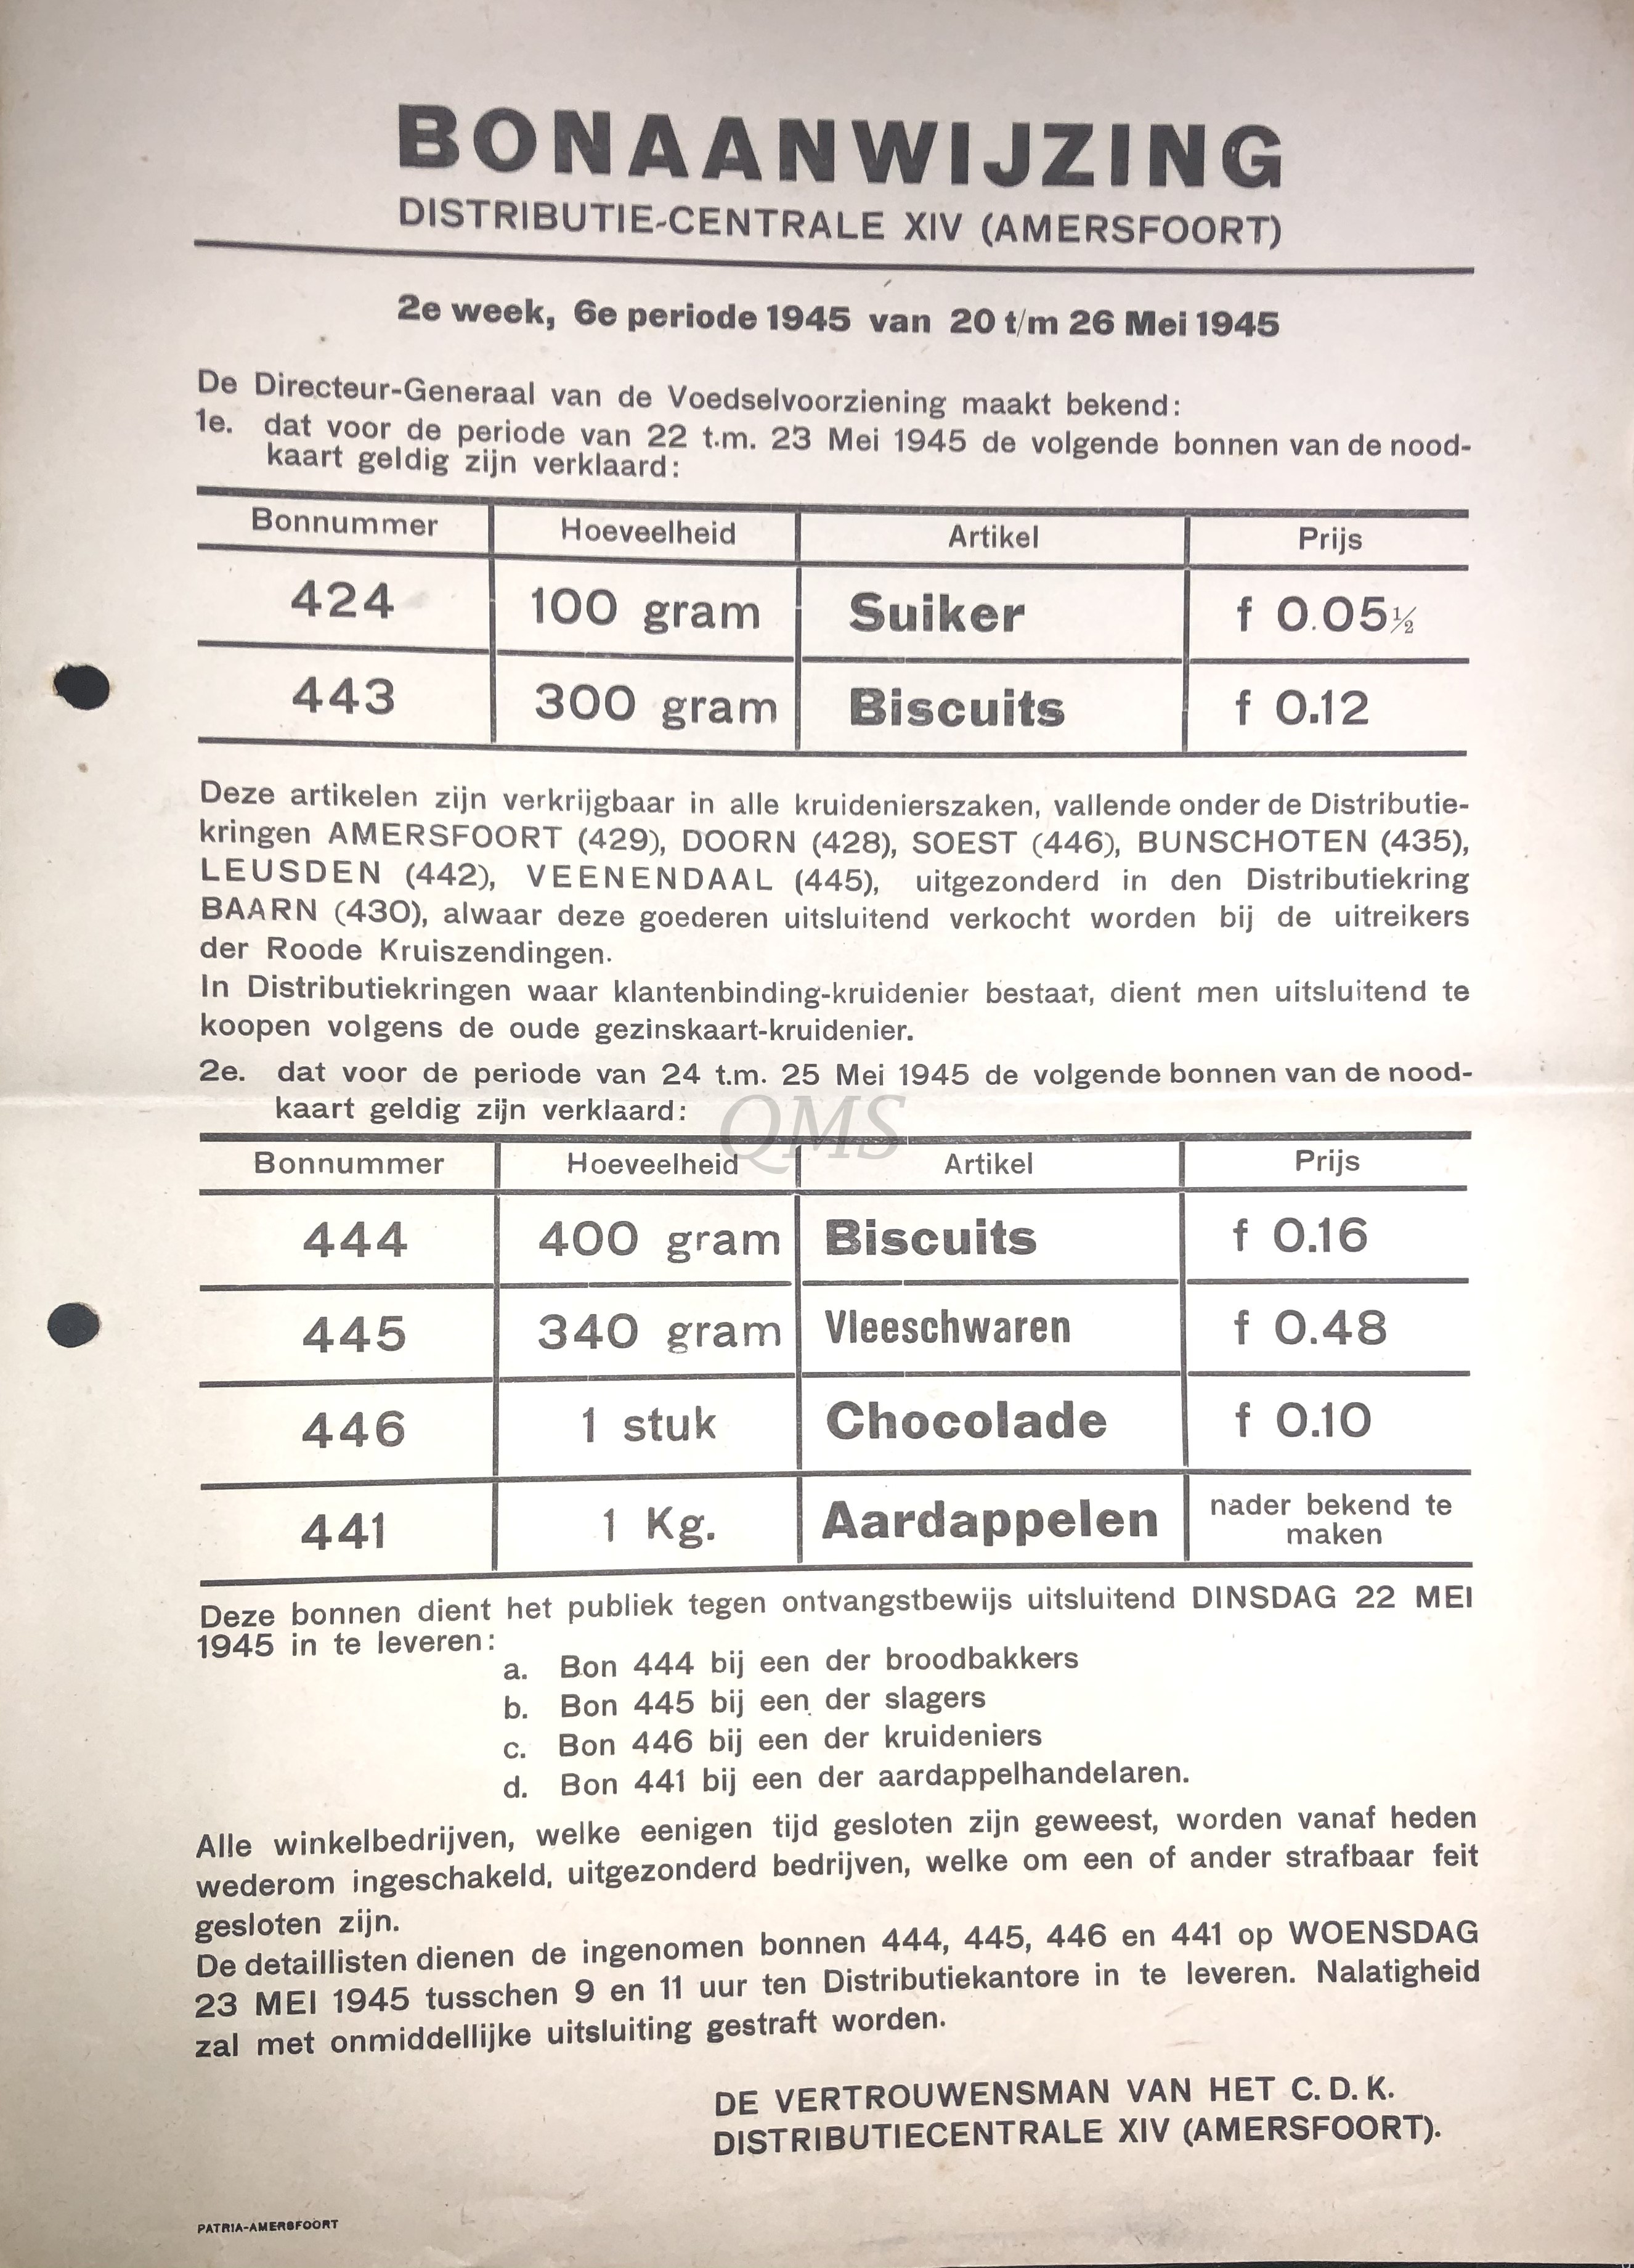 BONAANWIJZING
DISTRIBUTIE-CENTRALE XIV (AMERSFOORT)
2e week, 6e periode 1945 van 20 t/m 26 Mei 1945
De Directeur-Generaal van de Voedselvoorziening maakt bekend:
1e. dat voor de periode van 22 t.m. 23 Mei 1945 de volgende bonnen van de nood-
kaart geldig zijn verklaard:
Bonnummer Hoeveelheid Artikel Prijs
424 100 gram Suiker f 0.05½
443 300 gram Biscuits f 0.12
Deze artikelen zijn verkrijgbaar in alle kruidenierszaken, vallende onder de Distributie-
kringen AMERSFOORT (429), DOORN (428), SOEST (446), BUNSCHOTEN (435),
LEUSDEN (442), VEENENDAAL (445), uitgezonderd in den Distributiekring
BAARN (430), alwaar deze goederen uitsluitend verkocht worden bij de uitreikers
der Roode Kruiszendingen.
In Distributiekringen waar klantenbinding-kruidenier bestaat, dient men uitsluitend te
koopen volgens de oude gezinskaart-kruidenier.
2e. dat voor de periode van 24 t.m. 25 Mei 1945 de volgende bonnen van de nood-
kaart geldig zijn verklaard:
QMS
Bonnummer Hoeveelheid Artikel Prijs
444 400 gram Biscuits f 0.16
445 340 gram Vleeschwaren f 0.48
446 1 stuk Chocolade f 0.10
441 1 Kg. Aardappelen nader bekend te
maken
Deze bonnen dient het publiek tegen ontvangstbewijs uitsluitend DINSDAG 22 MEI
1945 in te leveren:
a. Bon 444 bij een der broodbakkers
b. Bon 445 bij een der slagers
c. Bon 446 bij een der kruideniers
d. Bon 441 bij een der aardappelhandelaren.
Alle winkelbedrijven, welke eenigen tijd gesloten zijn geweest, worden vanaf heden
wederom ingeschakeld, uitgezonderd bedrijven, welke om een of ander strafbaar feit
gesloten zijn.
De detaillisten dienen de ingenomen bonnen 444, 445, 446 en 441 op WOENSDAG
23 MEI 1945 tusschen 9 en 11 uur ten Distributiekantore in te leveren. Nalatigheid
zal met onmiddellijke uitsluiting gestraft worden.
DE VERTROUWENSMAN VAN HET C. D. K.
DISTRIBUTIECENTRALE XIV (AMERSFOORT).
PATRIA-AMERSFOORT